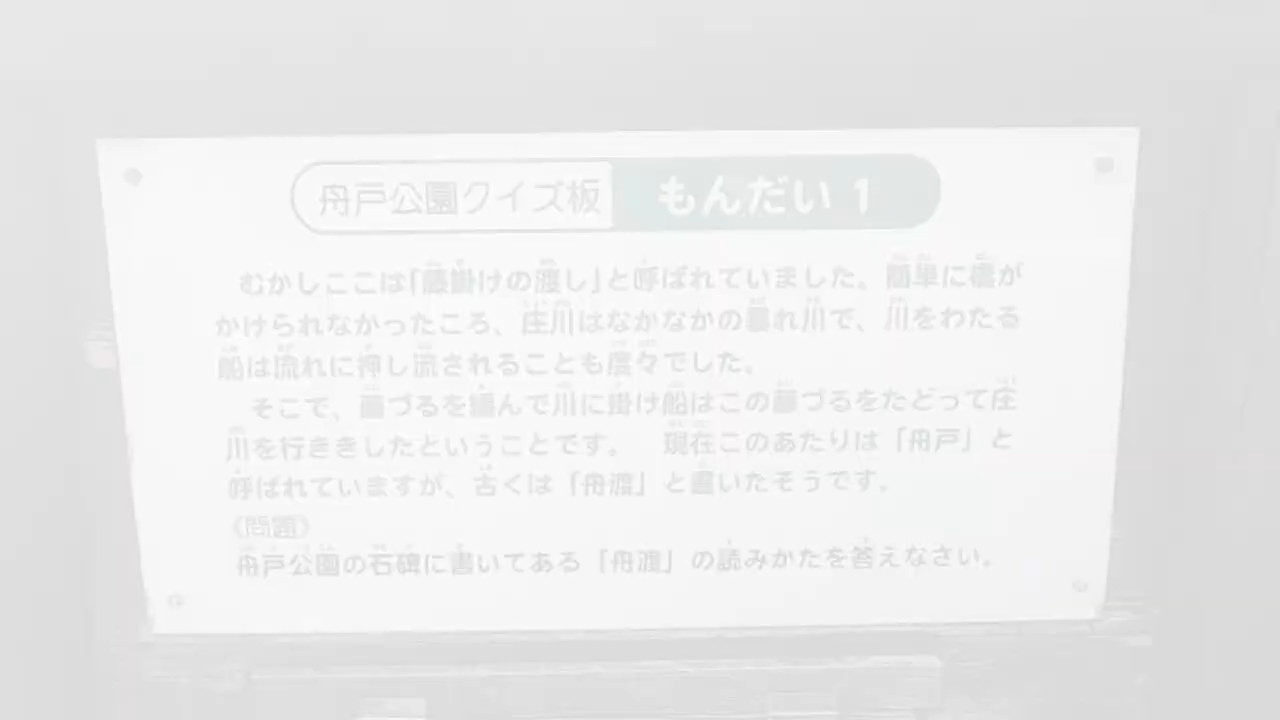 舟戸公園クイズ板 もんだい 1
むかしここは「藤掛けの渡し」と呼ばれていました。簡単に橋が
かけられなかったころ、庄川はなかなかの暴れ川で、川をわたる
船は流れに押し流されることも度々でした。
そこで、藤づるを編んで川に掛け船はこの藤づるをたどって庄
川を行ききしたということです。 現在このあたりは「舟戸」と
呼ばれていますが、古くは「舟渡」と書いたそうです。
《問題》
舟戸公園の石碑に書いてある「舟渡」の読みかたを答えなさい。